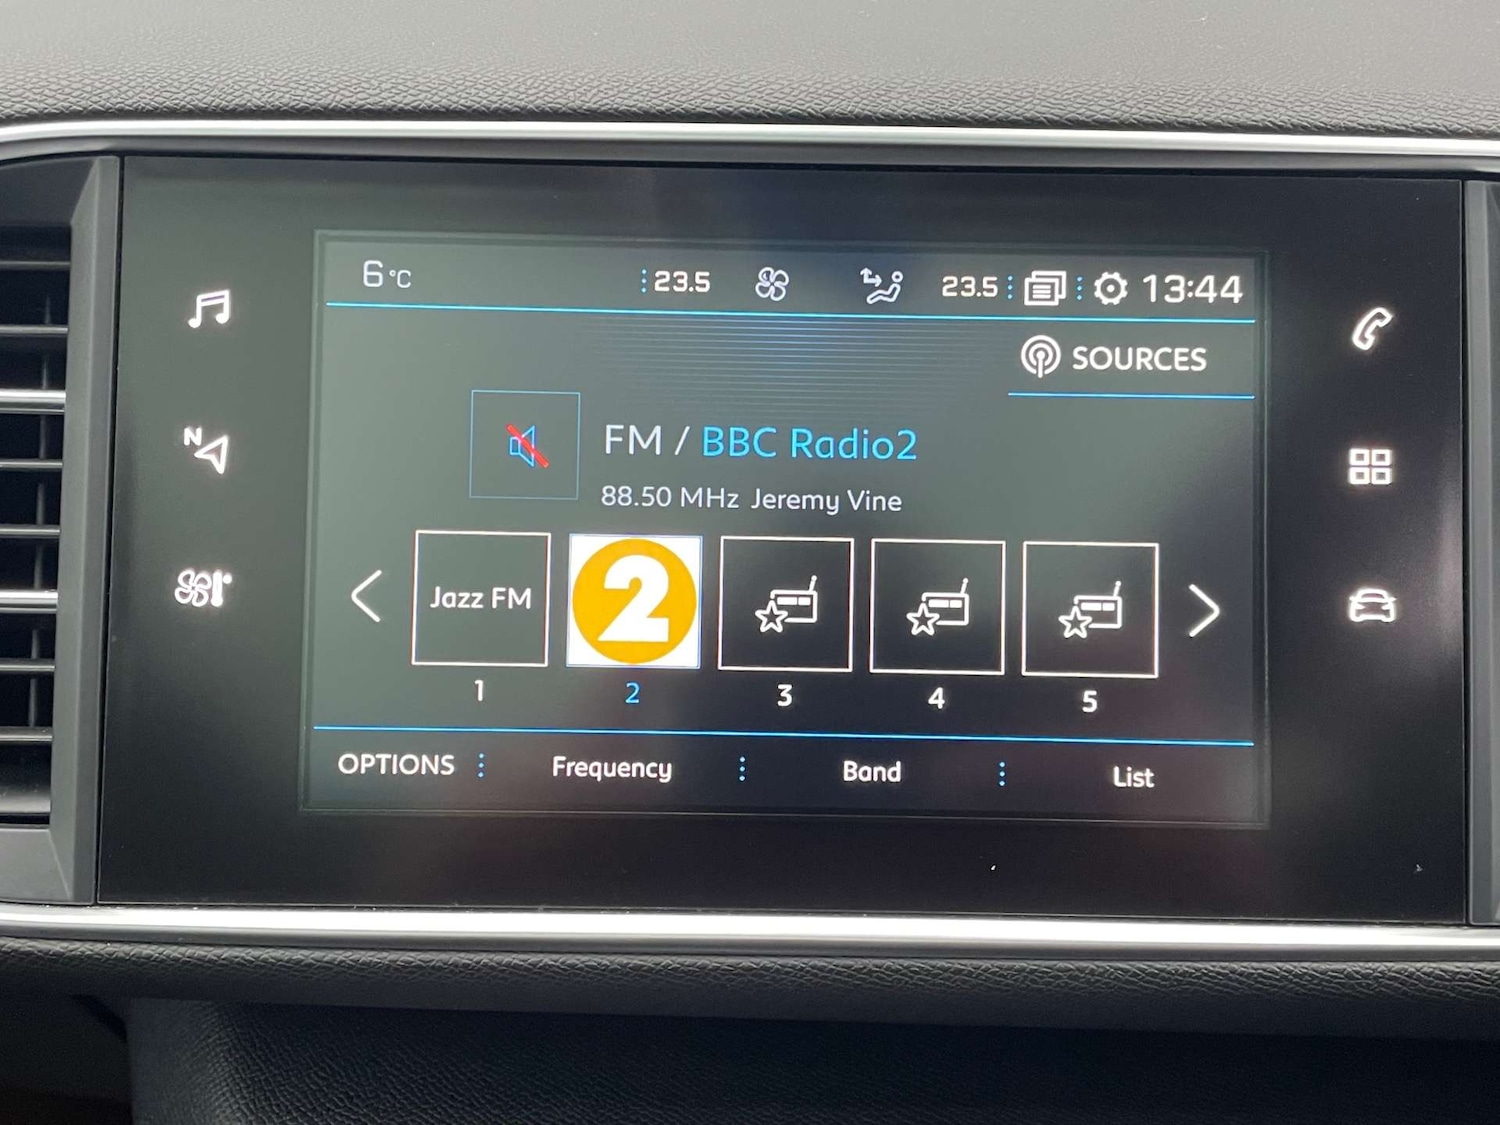 6°C 23.5 23.5 13:44
SOURCES
FM / BBC Radio2
88.50 MHz Jeremy Vine
N
Jazz FM 2
1 2 3 4 5
OPTIONS Frequency Band List